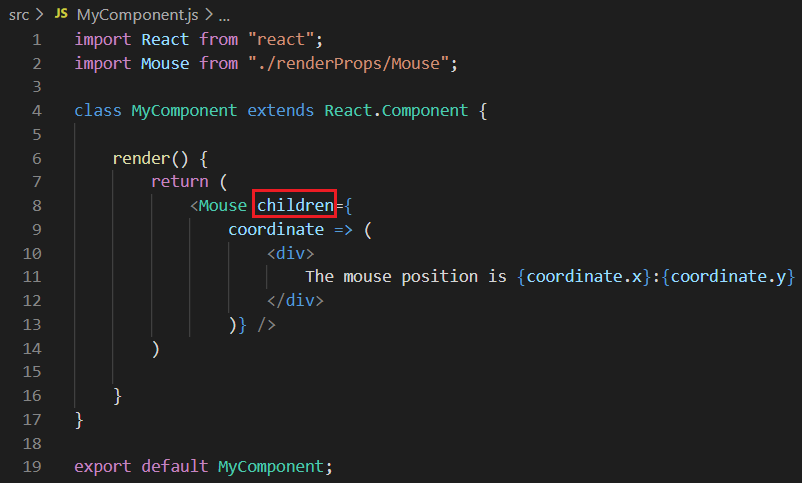 src > JS MyComponent.js > ...
1 import React from "react";
2 import Mouse from "./renderProps/Mouse";
3
4 class MyComponent extends React.Component {
5
6 render() {
7 return (
8 <Mouse children={
9 coordinate => (
10 <div>
11 The mouse position is {coordinate.x}:{coordinate.y}
12 </div>
13 )} />
14 )
15
16 }
17 }
18
19 export default MyComponent;